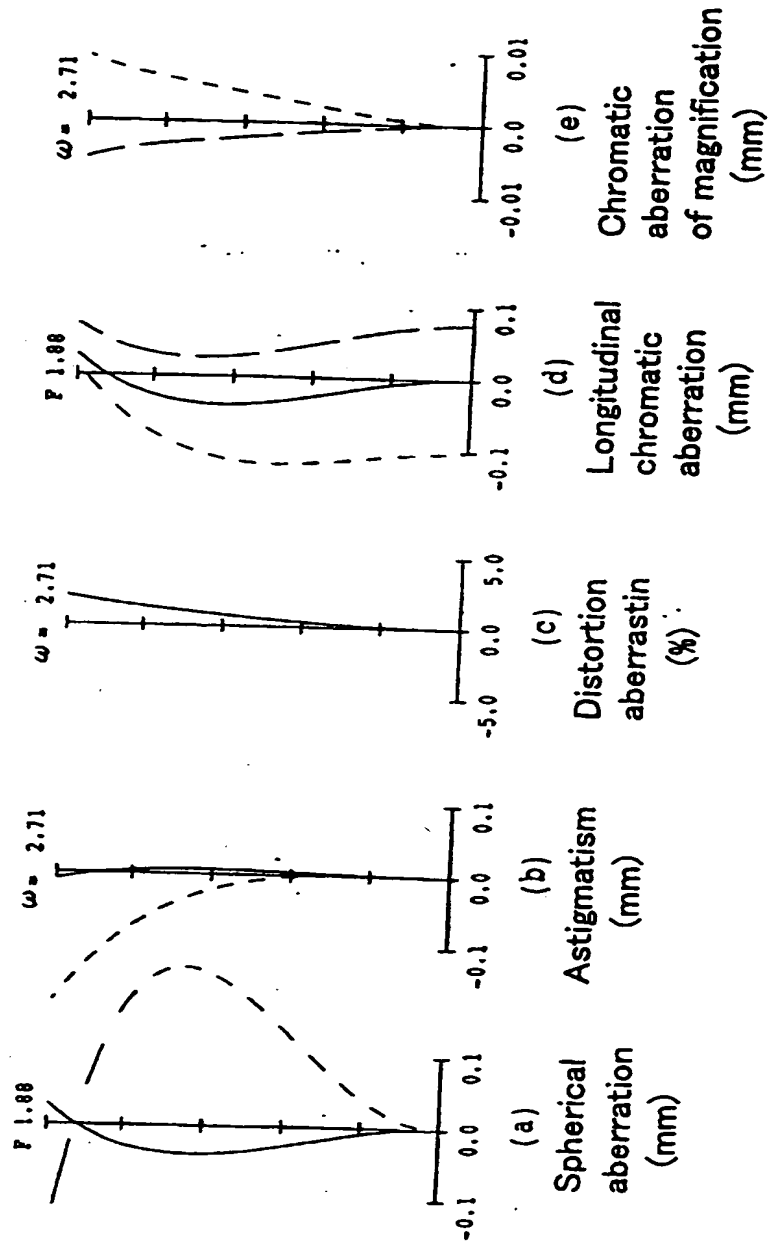 F 1.88
-0.1 0.0 0.1
(a)
Spherical
aberration
(mm)
ω= 2.71
-0.1 0.0 0.1
(b)
Astigmatism
(mm)
ω= 2.71
-5.0 0.0 5.0
(c)
Distortion
aberrastin
(%)
F 1.88
-0.1 0.0 0.1
(d)
Longitudinal
chromatic
aberration
(mm)
ω= 2.71
-0.01 0.0 0.01
(e)
Chromatic
aberration
of magnification
(mm)